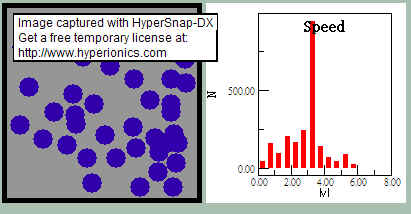 Image captured with HyperSnap-DX
Get a free temporary license at:
http://www.hyperionics.com
Speed
N
500.00
0.00
0.00 2.00 4.00 6.00 8.00
|v|